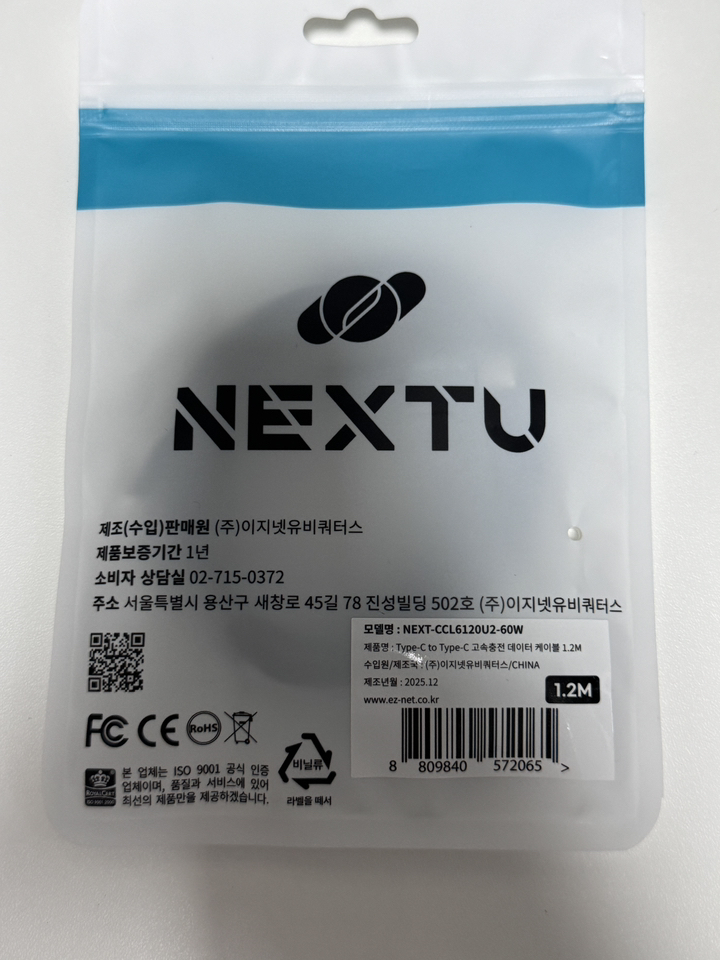 NEXTU
제조(수입)판매원 (주)이지넷유비쿼터스
제품보증기간 1년
소비자 상담실 02-715-0372
주소 서울특별시 용산구 새창로 45길 78 진성빌딩 502호 (주)이지넷유비쿼터스
모델명 : NEXT-CCL6120U2-60W
제품명 : Type-C to Type-C 고속충전 데이터 케이블 1.2M
수입원/제조국 : (주)이지넷유비쿼터스/CHINA
제조년월 : 2025.12
www.ez-net.co.kr
1.2M
8 809840 572065 >
FC CE RoHS
비닐류
라벨을 떼서
본 업체는 ISO 9001 공식 인증
업체이며, 품질과 서비스에 있어
최선의 제품만을 제공하겠습니다.